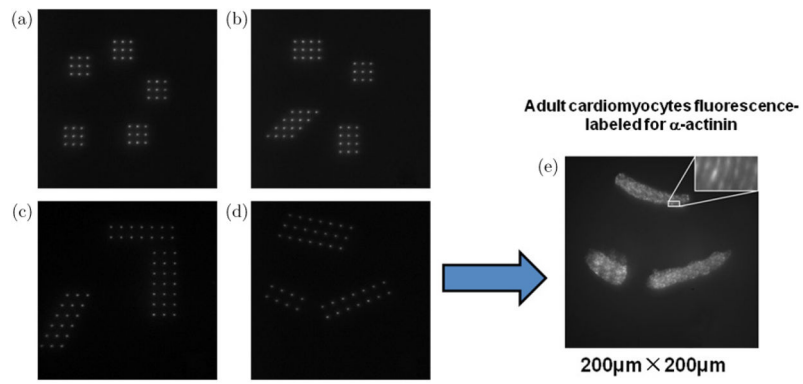 (a)
(b)
(c)
(d)
Adult cardiomyocytes fluorescence-
labeled for α-actinin
(e)
200μm×200μm